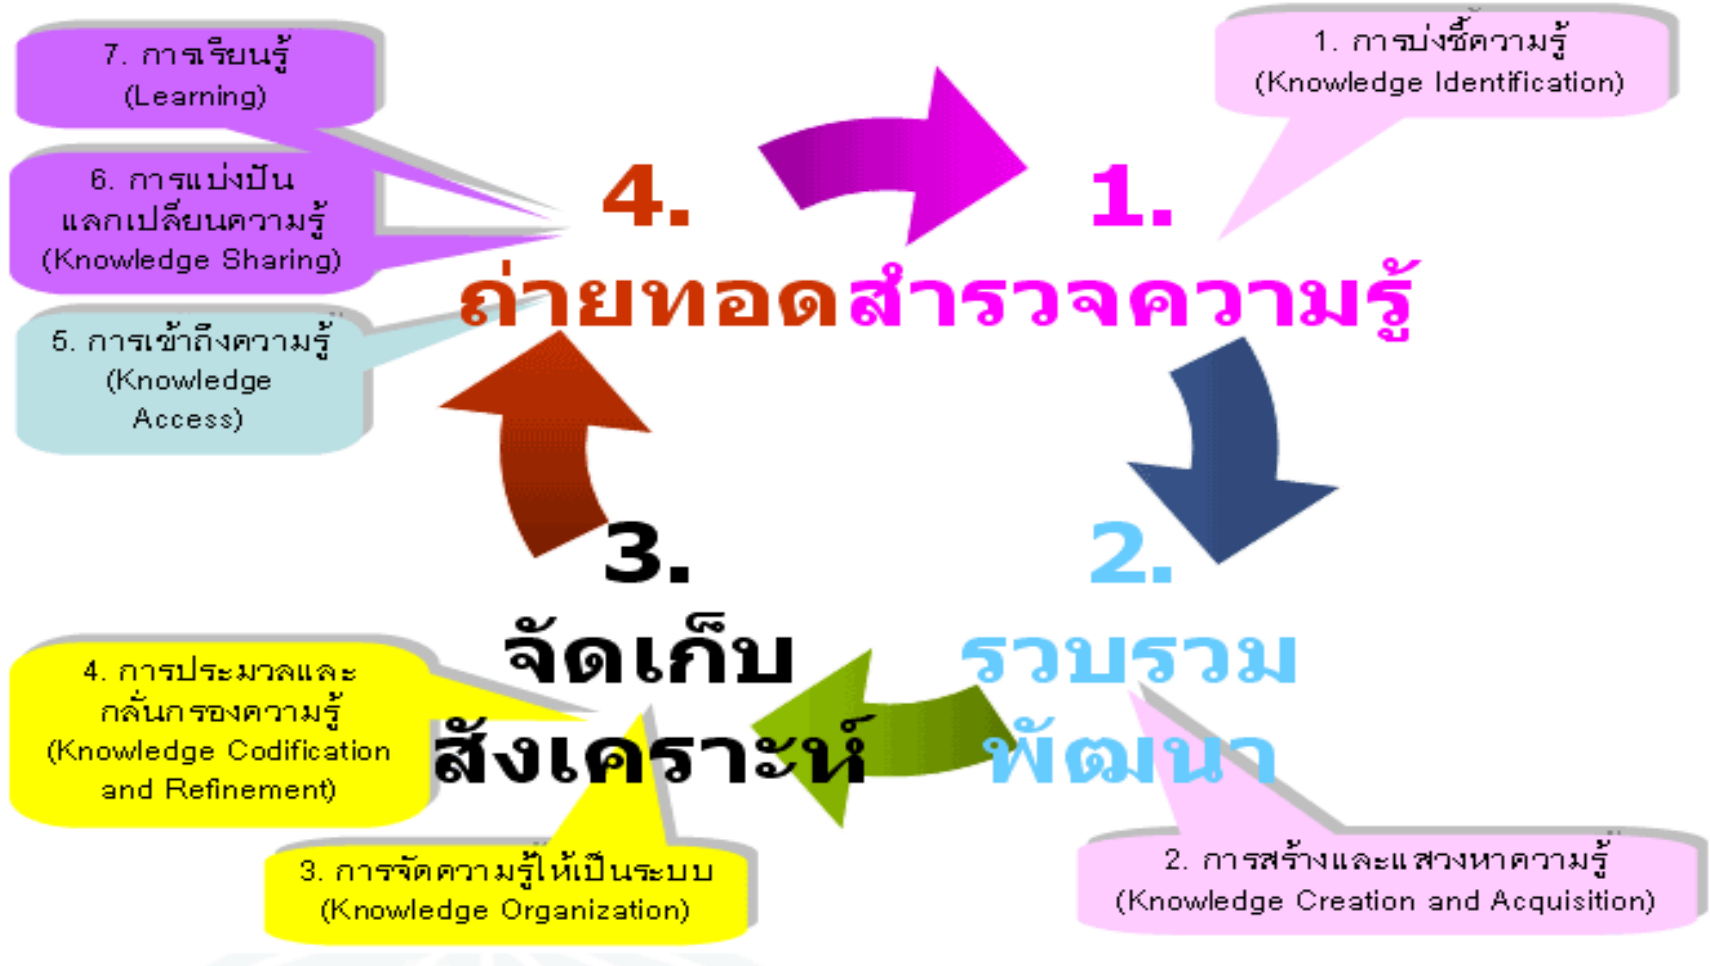 7. การเรียนรู้
(Learning)
1. การบ่งชี้ความรู้
(Knowledge Identification)
6. การแบ่งปัน
แลกเปลี่ยนความรู้
(Knowledge Sharing)
4.
ถ่ายทอด
1.
สำรวจความรู้
5. การเข้าถึงความรู้
(Knowledge
Access)
3.
จัดเก็บ
สังเคราะห์
2.
รวบรวม
พัฒนา
4. การประมวลและ
กลั่นกรองความรู้
(Knowledge Codification
and Refinement)
3. การจัดความรู้ให้เป็นระบบ
(Knowledge Organization)
2. การสร้างและแสวงหาความรู้
(Knowledge Creation and Acquisition)